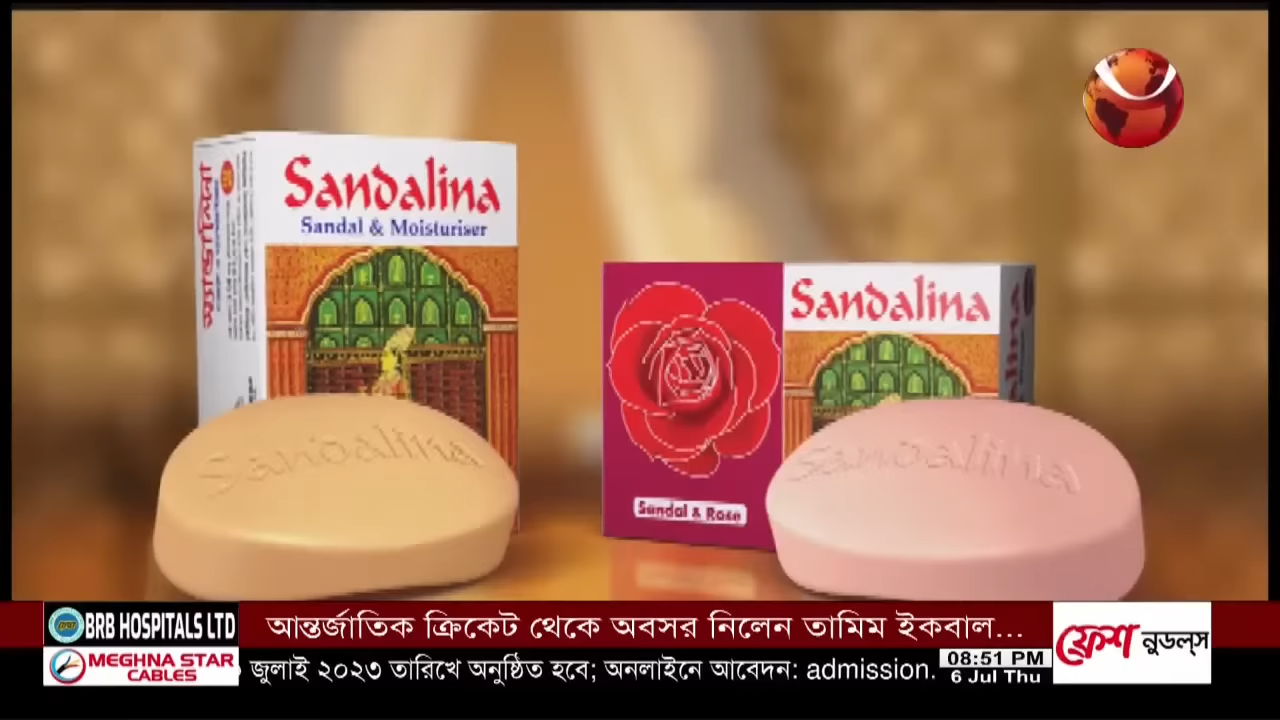 Sandalina
Sandal & Moisturiser
স্যান্ডালিনা
Sandalina
Sandal & Rose
Sandalina
Sandalina
BRB HOSPITALS LTD
আন্তর্জাতিক ক্রিকেট থেকে অবসর নিলেন তামিম ইকবাল...
ফ্রেশ নুডল্স
MEGHNA STAR
CABLES
জুলাই ২০২৩ তারিখে অনুষ্ঠিত হবে; অনলাইনে আবেদন: admission.
08:51 PM
6 Jul Thu